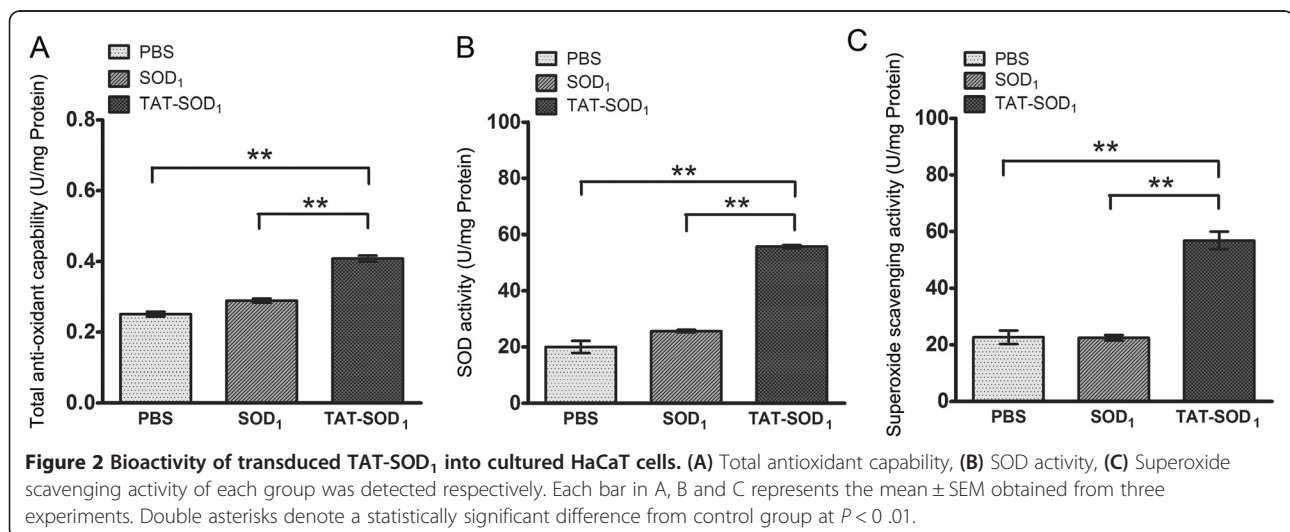 A
PBS
SOD₁
TAT-SOD₁
Total anti-oxidant capability (U/mg Protein)
0.8
0.6
0.4
0.2
0.0
**
**
PBS
SOD₁
TAT-SOD₁
B
PBS
SOD₁
TAT-SOD₁
SOD activity (U/mg Protein)
100
80
60
40
20
0
**
**
PBS
SOD₁
TAT-SOD₁
C
PBS
SOD₁
TAT-SOD₁
Superoxide scavenging activity (U/mg Protein)
100
80
60
40
20
0
**
**
PBS
SOD₁
TAT-SOD₁
Figure 2 Bioactivity of transduced TAT-SOD₁ into cultured HaCaT cells. (A) Total antioxidant capability, (B) SOD activity, (C) Superoxide
scavenging activity of each group was detected respectively. Each bar in A, B and C represents the mean ± SEM obtained from three
experiments. Double asterisks denote a statistically significant difference from control group at P < 0 .01.